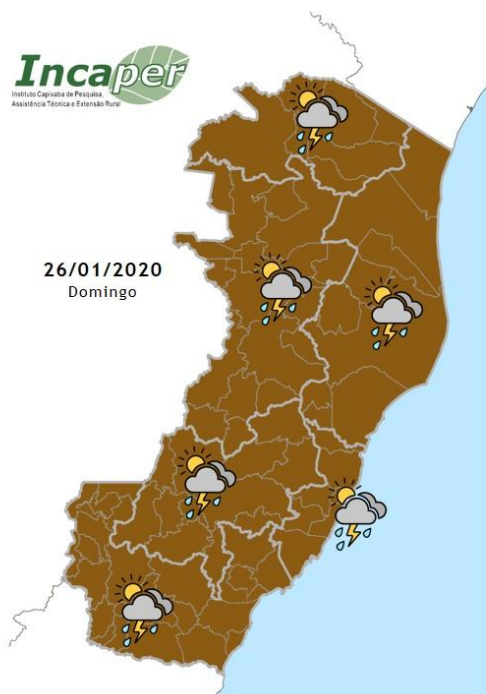 Incaper
Instituto Capixaba de Pesquisa,
Assistência Técnica e Extensão Rural
26/01/2020
Domingo